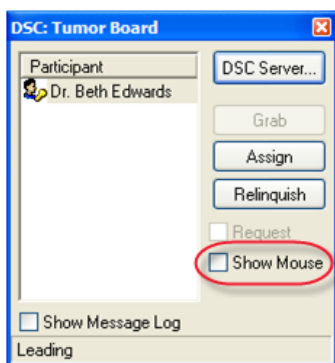 DSC: Tumor Board
Participant
Dr. Beth Edwards
DSC Server...
Grab
Assign
Relinquish
Request
Show Mouse
Show Message Log
Leading